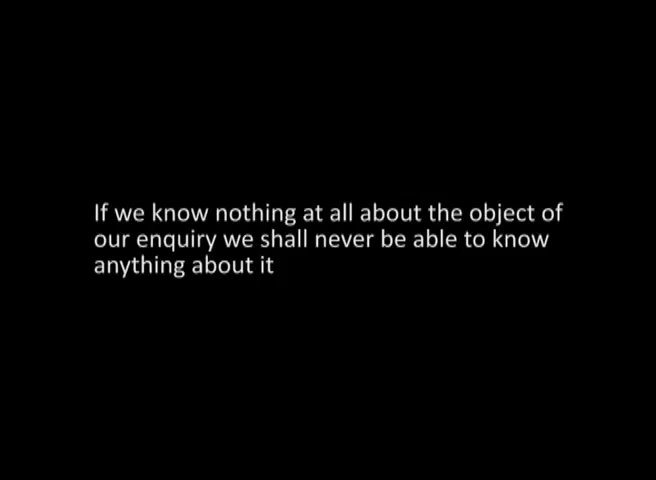 If we know nothing at all about the object of
our enquiry we shall never be able to know
anything about it